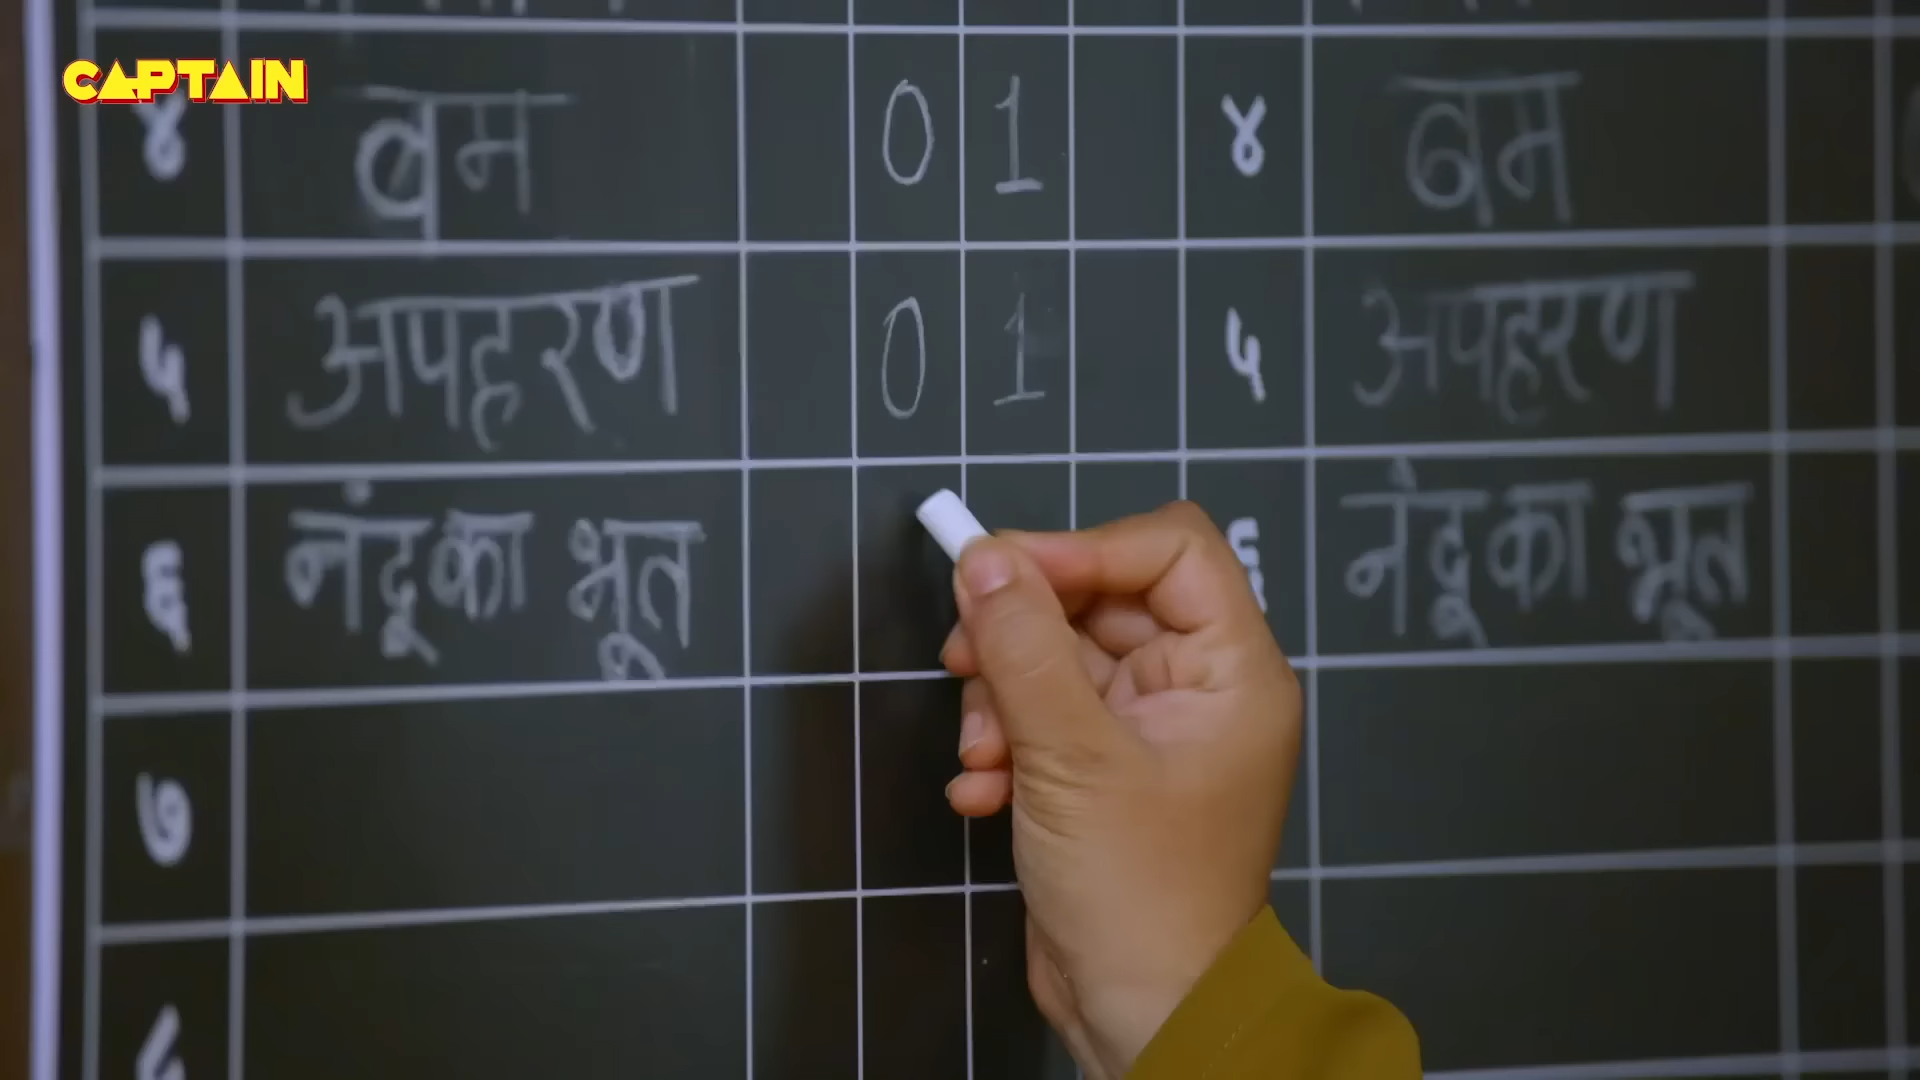 CAPTAIN
४ बम 0 1 ४ बम
५ अपहरण 0 1 ५ अपहरण
६ नंदू का भूत ६ नंदू का भूत
७